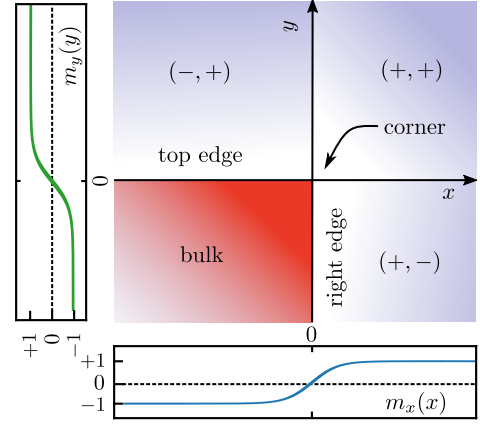 m_y(y)
+1
0
−1
0
y
(−, +)
(+, +)
corner
top edge
x
bulk
right edge
(+, −)
0
+1
0
−1
m_x(x)